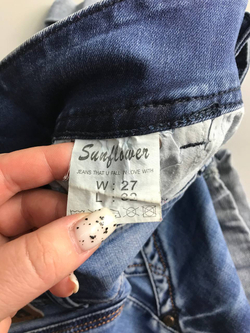 Sunflower
JEANS THAT U FALL IN LOVE WITH
W: 27
L: